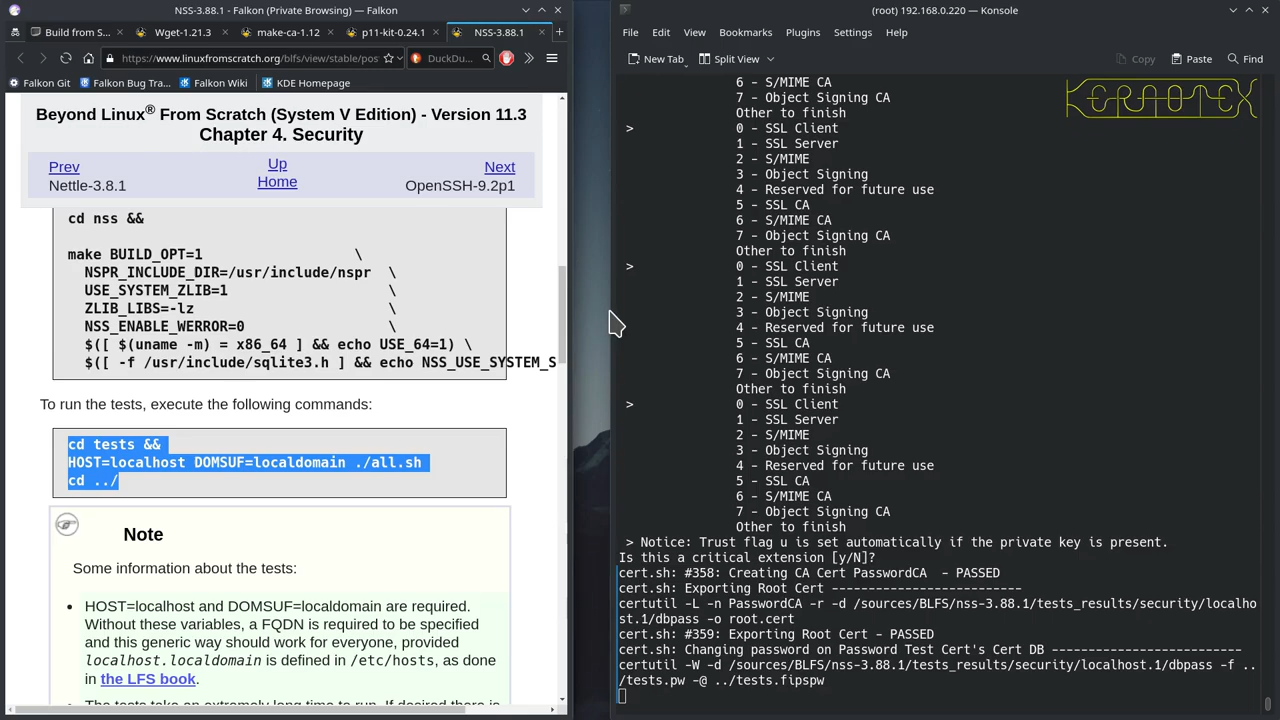 NSS-3.88.1 - Falkon (Private Browsing) — Falkon
Build from S...
Wget-1.21.3
make-ca-1.12
p11-kit-0.24.1
NSS-3.88.1
https://www.linuxfromscratch.org/blfs/view/stable/pos
DuckDu...
Falkon Git
Falkon Bug Tra...
Falkon Wiki
KDE Homepage
Beyond Linux® From Scratch (System V Edition) - Version 11.3
Chapter 4. Security
Prev
Up
Next
Nettle-3.8.1
Home
OpenSSH-9.2p1
cd nss &&
make BUILD_OPT=1 \
NSPR_INCLUDE_DIR=/usr/include/nspr \
USE_SYSTEM_ZLIB=1 \
ZLIB_LIBS=-lz \
NSS_ENABLE_WERROR=0 \
$([ $(uname -m) = x86_64 ] && echo USE_64=1) \
$([ -f /usr/include/sqlite3.h ] && echo NSS_USE_SYSTEM_S
To run the tests, execute the following commands:
cd tests &&
HOST=localhost DOMSUF=localdomain ./all.sh
cd ../
Note
Some information about the tests:
• HOST=localhost and DOMSUF=localdomain are required.
Without these variables, a FQDN is required to be specified
and this generic way should work for everyone, provided
localhost.localdomain is defined in /etc/hosts, as done
in the LFS book.
• The tests take an extremely long time to run. If desired there is
(root) 192.168.0.220 — Konsole
File Edit View Bookmarks Plugins Settings Help
New Tab
Split View
Copy
Paste
Find
KERAOTEX
6 - S/MIME CA
7 - Object Signing CA
Other to finish
> 0 - SSL Client
1 - SSL Server
2 - S/MIME
3 - Object Signing
4 - Reserved for future use
5 - SSL CA
6 - S/MIME CA
7 - Object Signing CA
Other to finish
> 0 - SSL Client
1 - SSL Server
2 - S/MIME
3 - Object Signing
4 - Reserved for future use
5 - SSL CA
6 - S/MIME CA
7 - Object Signing CA
Other to finish
> 0 - SSL Client
1 - SSL Server
2 - S/MIME
3 - Object Signing
4 - Reserved for future use
5 - SSL CA
6 - S/MIME CA
7 - Object Signing CA
Other to finish
> Notice: Trust flag u is set automatically if the private key is present.
Is this a critical extension [y/N]?
cert.sh: #358: Creating CA Cert PasswordCA  - PASSED
cert.sh: Exporting Root Cert --------------------------
certutil -L -n PasswordCA -r -d /sources/BLFS/nss-3.88.1/tests_results/security/localho
st.1/dbpass -o root.cert
cert.sh: #359: Exporting Root Cert - PASSED
cert.sh: Changing password on Password Test Cert's Cert DB --------------------------
certutil -W -d /sources/BLFS/nss-3.88.1/tests_results/security/localhost.1/dbpass -f ..
/tests.pw -@ ../tests.fipspw